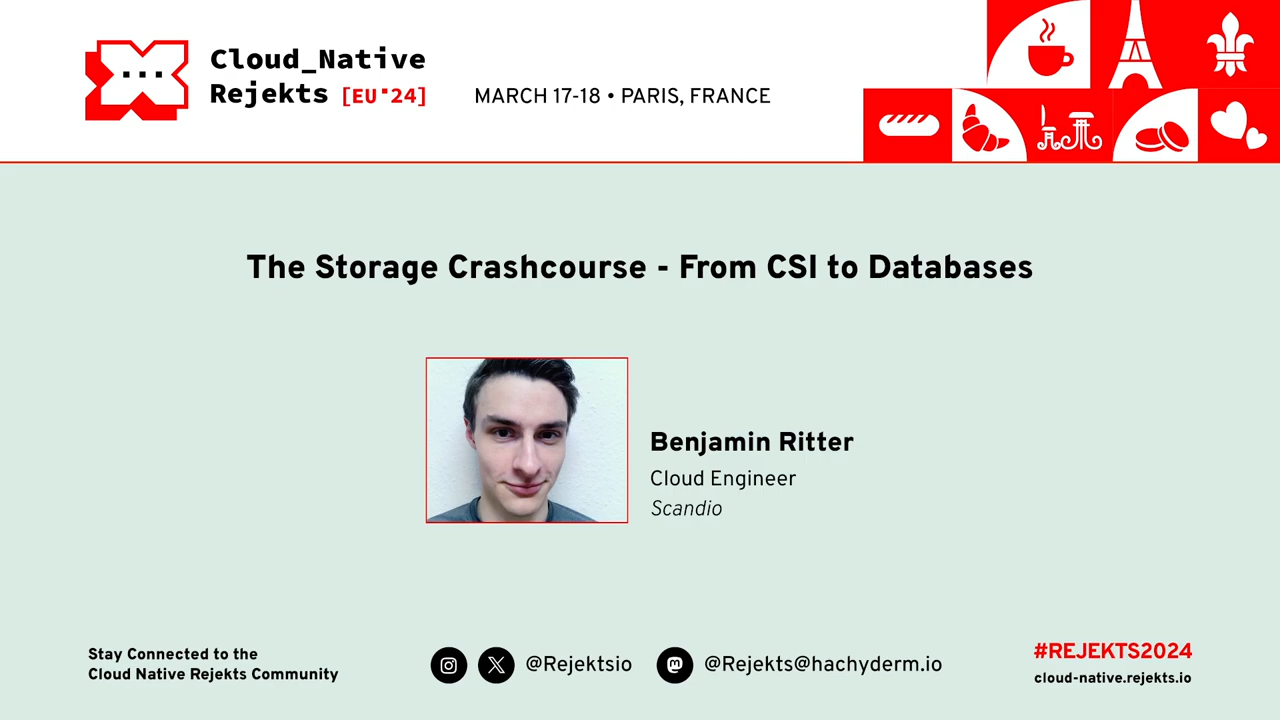 Cloud_Native
Rejekts [EU'24]
MARCH 17-18 • PARIS, FRANCE
The Storage Crashcourse - From CSI to Databases
Benjamin Ritter
Cloud Engineer
Scandio
Stay Connected to the
Cloud Native Rejekts Community
@Rejektsio
@Rejekts@hachyderm.io
#REJEKTS2024
cloud-native.rejekts.io